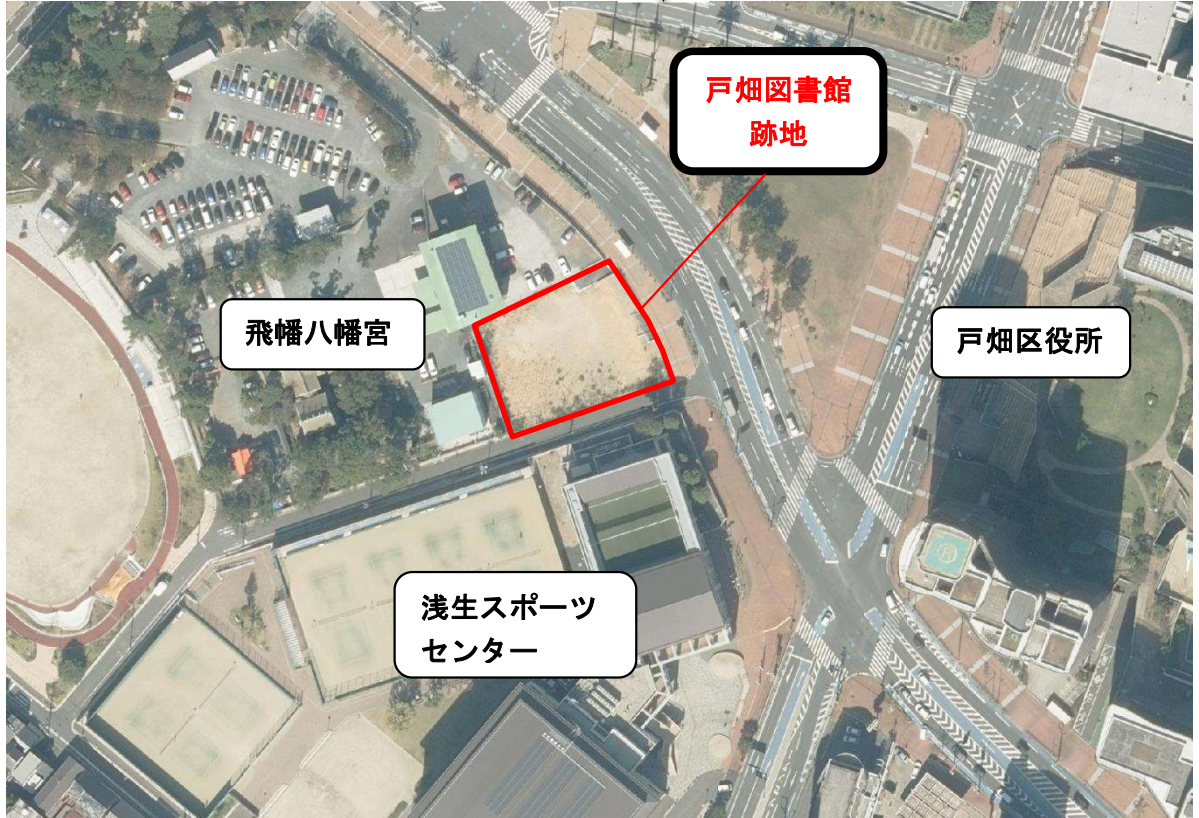 戸畑図書館
跡地
飛幡八幡宮
戸畑区役所
浅生スポーツ
センター